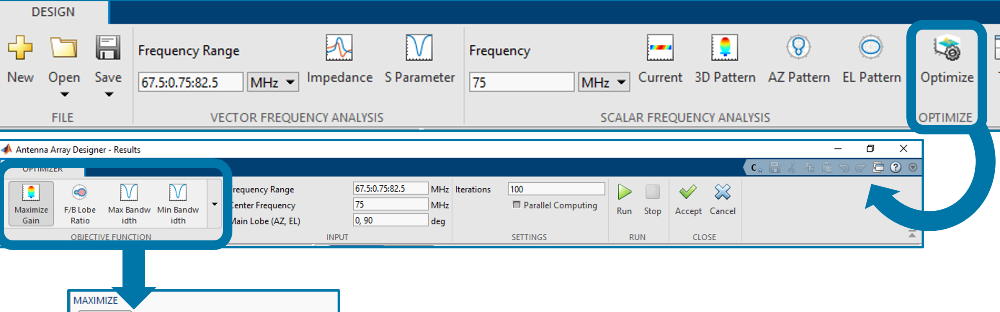 DESIGN
New
Open
Save
Frequency Range
67.5:0.75:82.5
MHz
Impedance
S Parameter
Frequency
75
MHz
Current
3D Pattern
AZ Pattern
EL Pattern
Optimize
FILE
VECTOR FREQUENCY ANALYSIS
SCALAR FREQUENCY ANALYSIS
OPTIMIZE
Antenna Array Designer - Results
OPTIMIZER
Maximize
Gain
F/B Lobe
Ratio
Max Bandw
idth
Min Bandw
idth
OBJECTIVE FUNCTION
requency Range
67.5:0.75:82.5
MHz
Center Frequency
75
MHz
Main Lobe (AZ, EL)
0, 90
deg
INPUT
Iterations
100
Parallel Computing
SETTINGS
Run
Stop
RUN
Accept
Cancel
CLOSE
MAXIMIZE